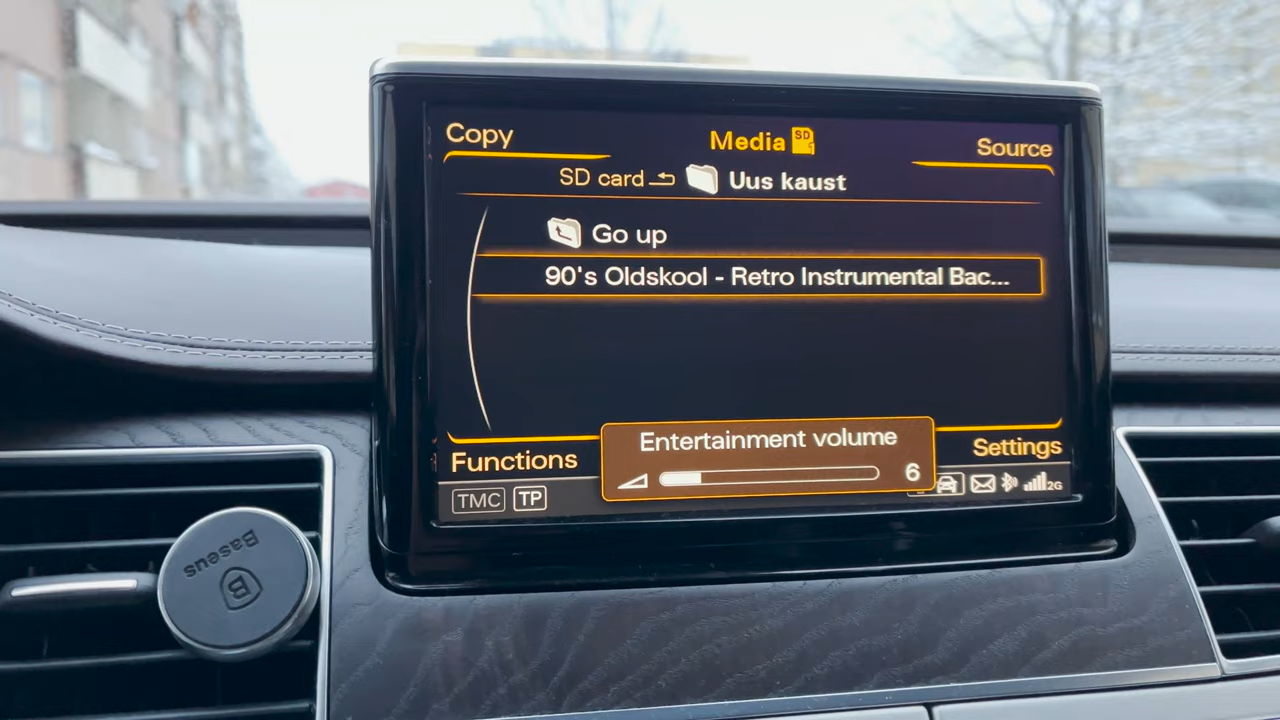 Copy
Media SD 1
Source
SD card Uus kaust
Go up
90's Oldskool - Retro Instrumental Bac...
Entertainment volume
6
Functions
Settings
TMC TP
2G
Baseus
B